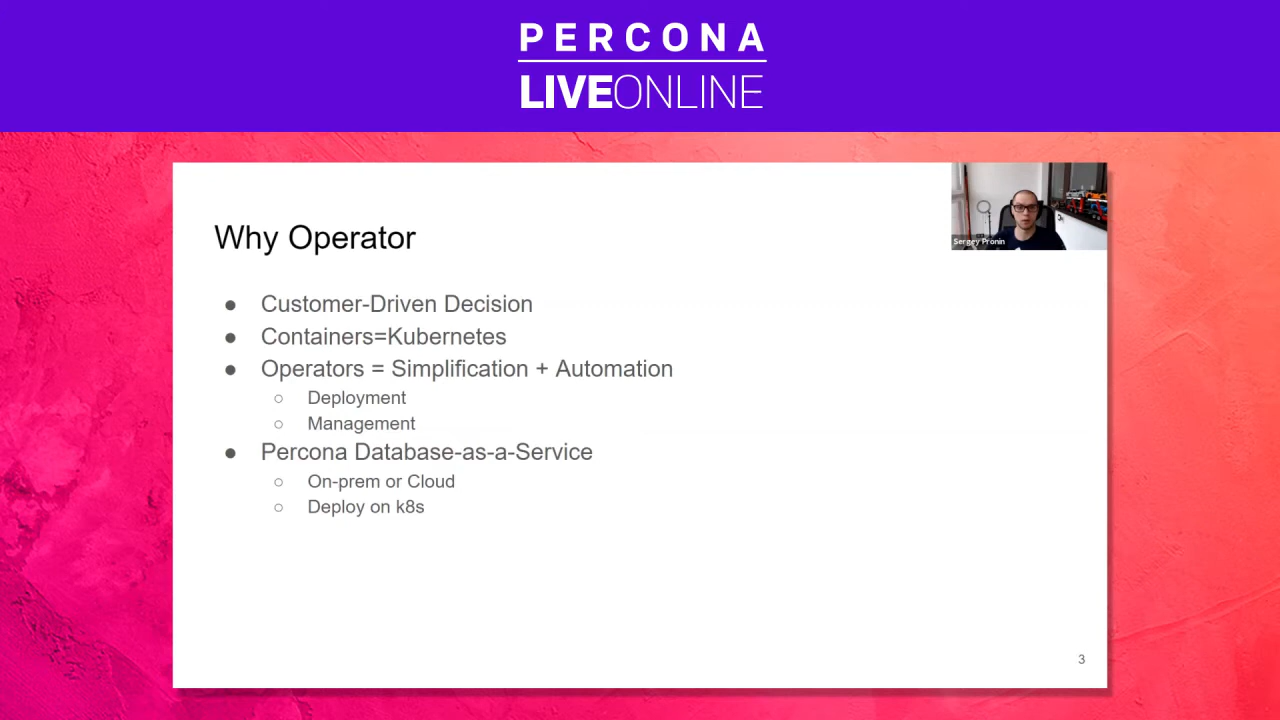 PERCONA
LIVEONLINE
Sergey Pronin
Why Operator
● Customer-Driven Decision
● Containers=Kubernetes
● Operators = Simplification + Automation
○ Deployment
○ Management
● Percona Database-as-a-Service
○ On-prem or Cloud
○ Deploy on k8s
3